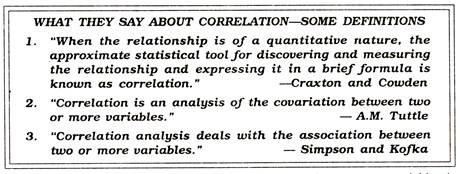 WHAT THEY SAY ABOUT CORRELATION—SOME DEFINITIONS
1. "When the relationship is of a quantitative nature, the
approximate statistical tool for discovering and measuring
the relationship and expressing it in a brief formula is
known as correlation." —Craxton and Cowden
2. "Correlation is an analysis of the covariation between two
or more variables." — A.M. Tuttle
3. "Correlation analysis deals with the association between
two or more variables." — Simpson and Kofka